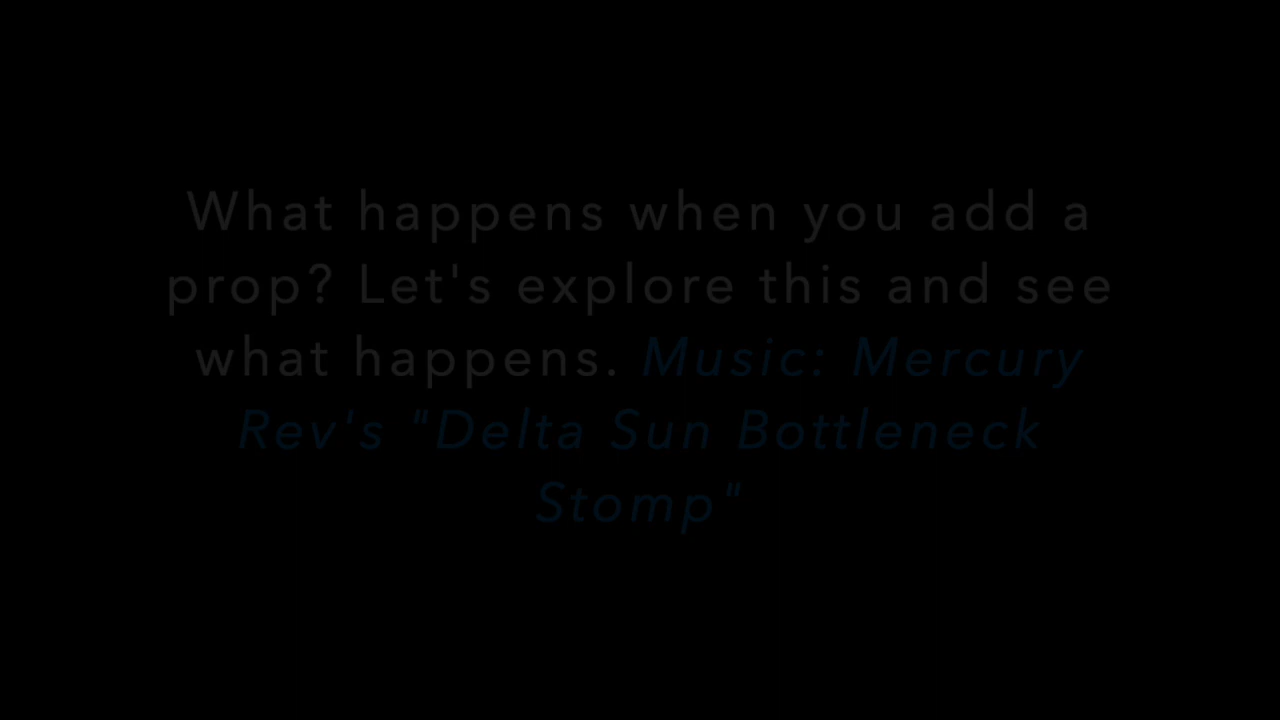 What happens when you add a
prop? Let's explore this and see
what happens. Music: Mercury
Rev's "Delta Sun Bottleneck
Stomp"